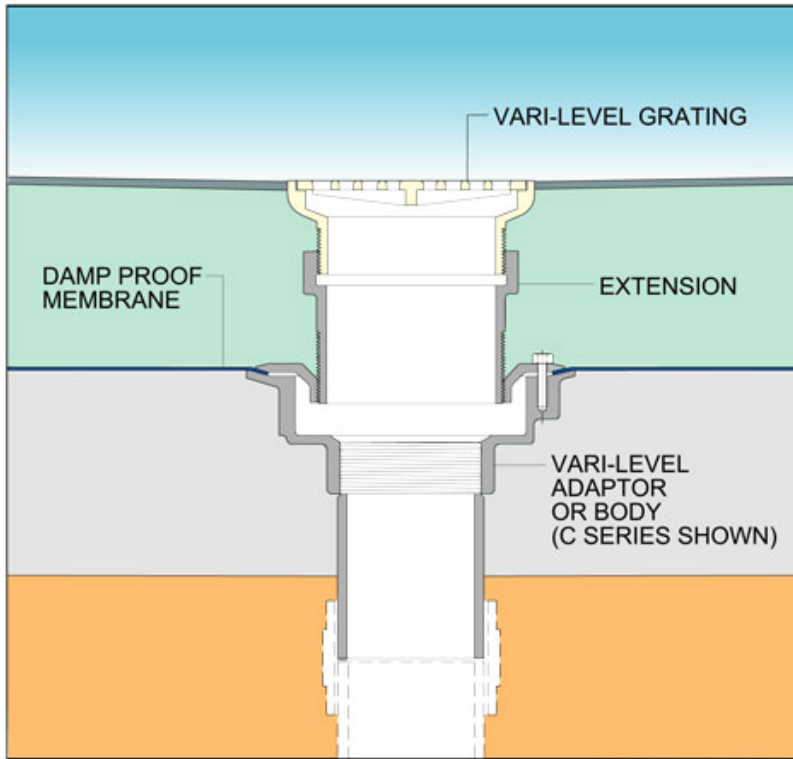 VARI-LEVEL GRATING
DAMP PROOF
MEMBRANE
EXTENSION
VARI-LEVEL
ADAPTOR
OR BODY
(C SERIES SHOWN)